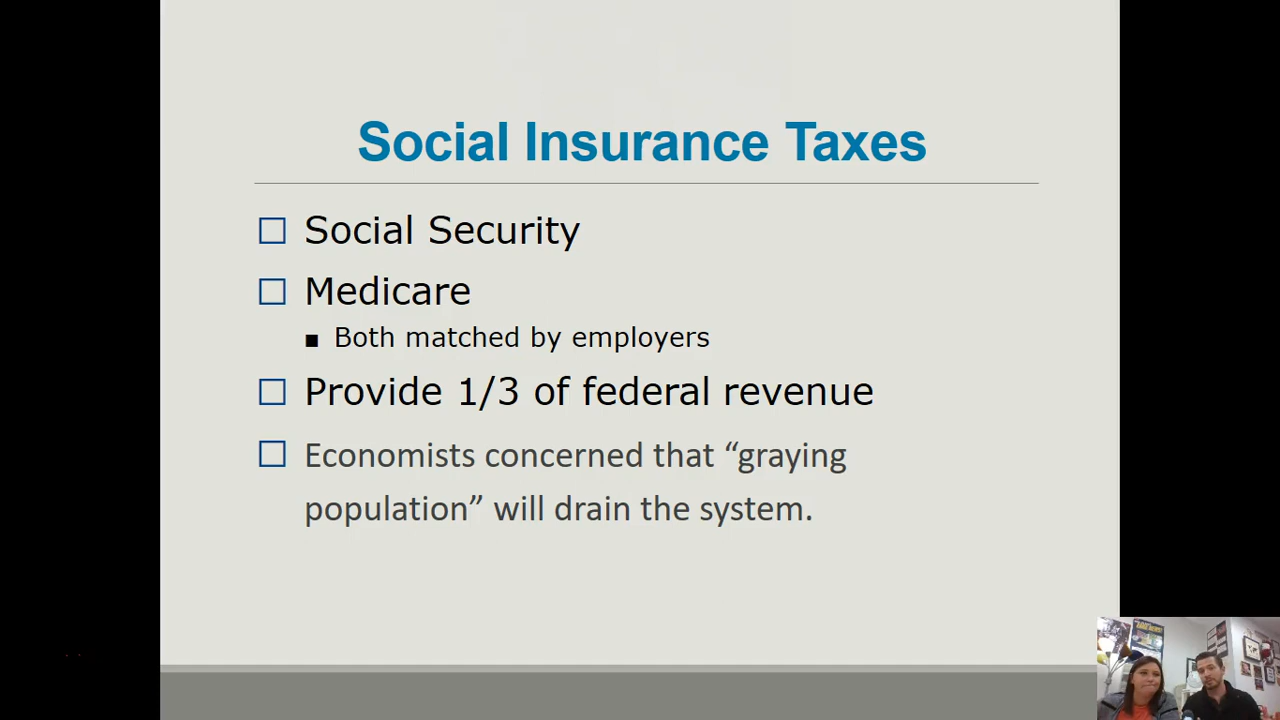 Social Insurance Taxes
Social Security
Medicare
Both matched by employers
Provide 1/3 of federal revenue
Economists concerned that “graying
population” will drain the system.